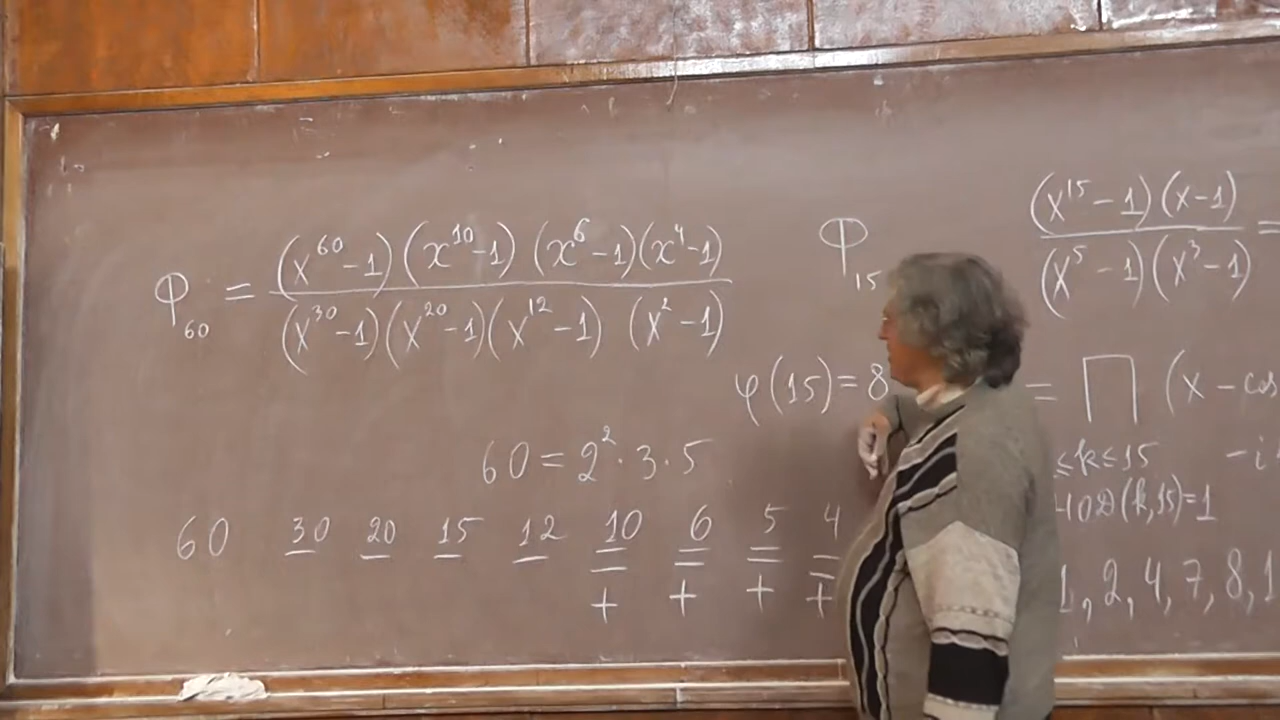 Φ₆₀ = (x⁶⁰-1)(x¹⁰-1)(x⁶-1)(x⁴-1)
(x³⁰-1)(x²⁰-1)(x¹²-1) (x²-1)
60 = 2²·3·5
60 30 20 15 12 10 6 5 4
+ + + +
Φ₁₅ (x¹⁵-1)(x-1) =
(x⁵-1)(x³-1)
φ(15)=8 = ∏ (x - cos
≤k≤15 -i
НОД(k,15)=1
1, 2, 4, 7, 8, 1